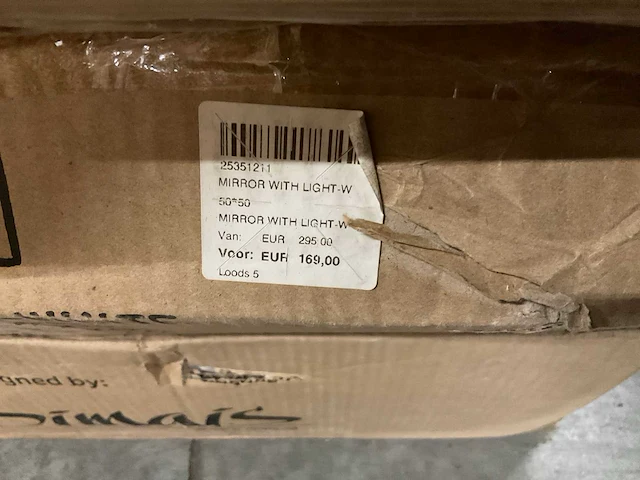 25351211
MIRROR WITH LIGHT-W
50*50
MIRROR WITH LIGHT-W
Van: EUR 295.00
Voor: EUR 169,00
Loods 5
gned by: